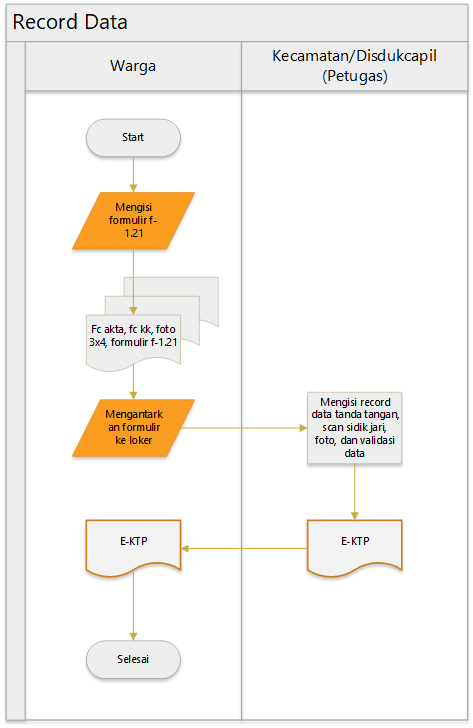 Record Data
Warga
Kecamatan/Disdukcapil
(Petugas)
Start
Mengisi
formulir f-
1.21
Fc akta, fc kk, foto
3x4, formulir f-1.21
Mengantark
an formulir
ke loker
Mengisi record
data tanda tangan,
scan sidik jari,
foto, dan validasi
data
E-KTP
E-KTP
Selesai